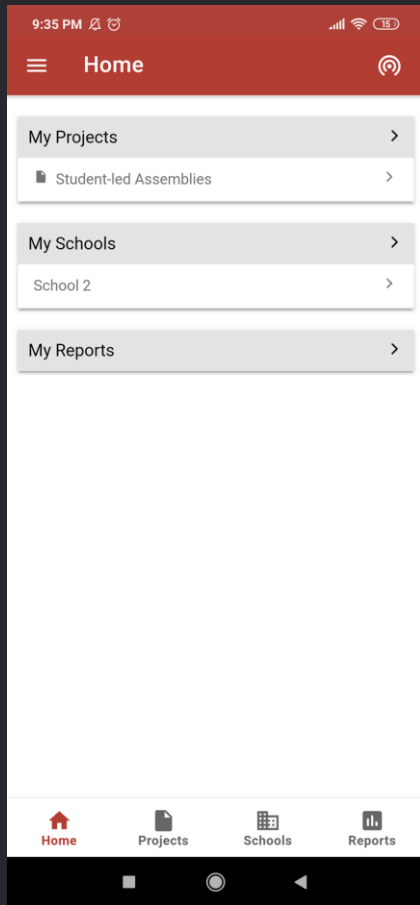 9:35 PM 15
Home
My Projects
Student-led Assemblies
My Schools
School 2
My Reports
Home Projects Schools Reports